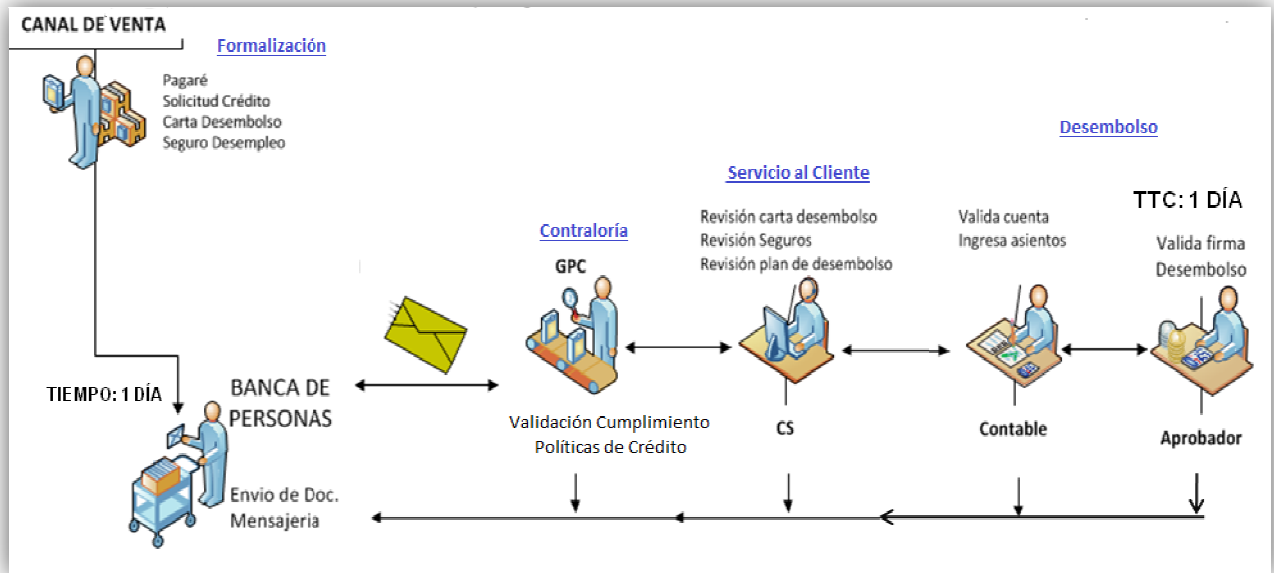 CANAL DE VENTA
Formalización
Pagaré
Solicitud Crédito
Carta Desembolso
Seguro Desempleo
TIEMPO: 1 DÍA
BANCA DE
PERSONAS
Envio de Doc.
Mensajeria
Contraloría
GPC
Validación Cumplimiento
Políticas de Crédito
Servicio al Cliente
Revisión carta desembolso
Revisión Seguros
Revisión plan de desembolso
CS
Desembolso
Valida cuenta
Ingresa asientos
Contable
TTC: 1 DÍA
Valida firma
Desembolso
Aprobador